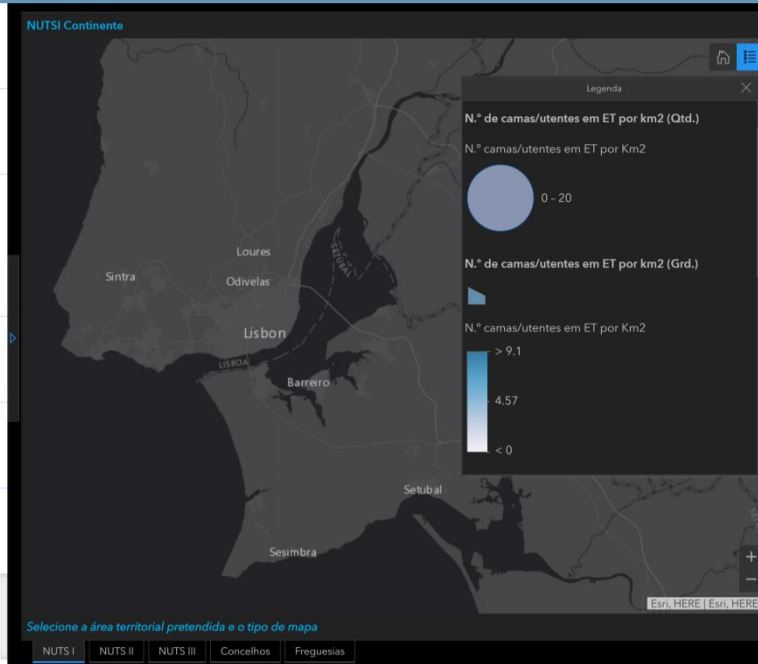 NUTSI Continente
Legenda
N.º de camas/utentes em ET por km2 (Qtd.)
N.º camas/utentes em ET por Km2
0 – 20
N.º de camas/utentes em ET por km2 (Grd.)
N.º camas/utentes em ET por Km2
> 9.1
4.57
< 0
Loures
SETUBAL
Sintra
Odivelas
Lisbon
LISBOA
Barreiro
Setubal
Sesimbra
+
−
Esri, HERE | Esri, HERE
Selecione a área territorial pretendida e o tipo de mapa
NUTS I
NUTS II
NUTS III
Concelhos
Freguesias